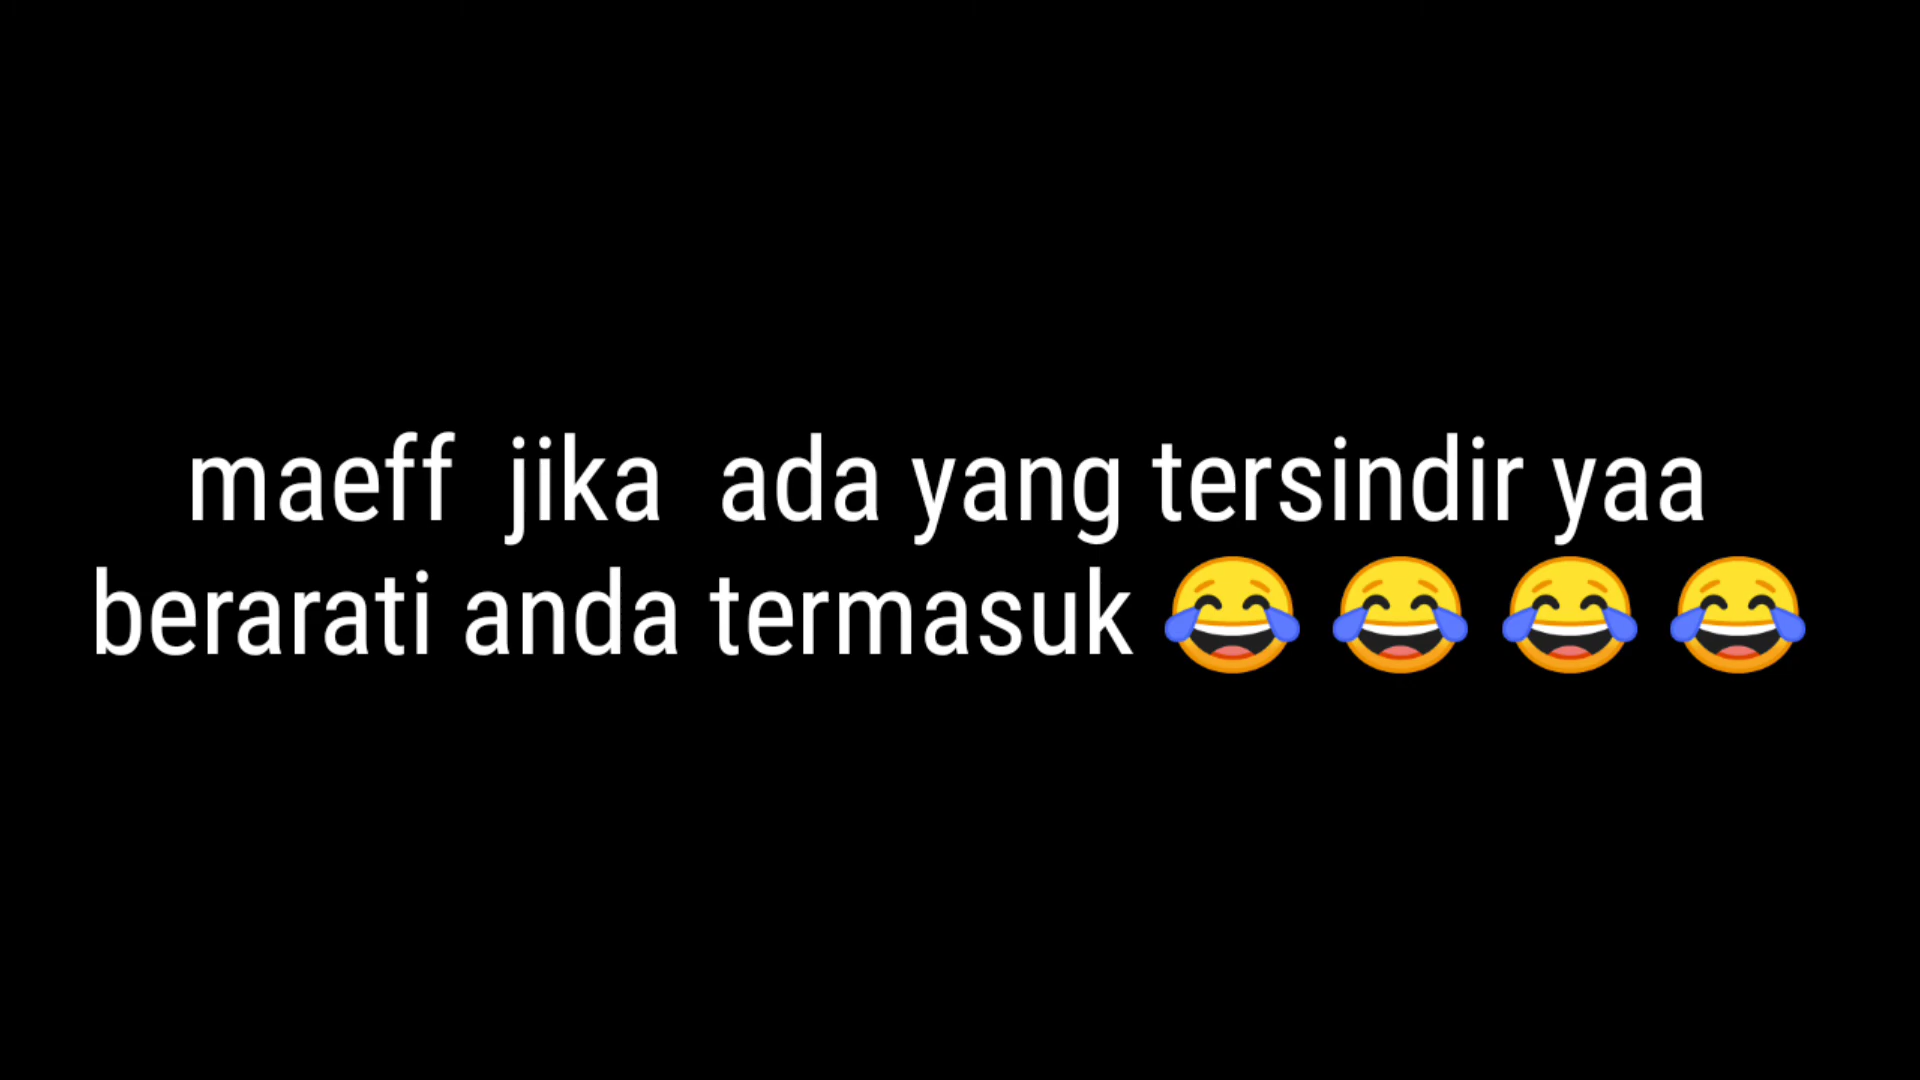 maeff  jika  ada yang tersindir yaa
berarati anda termasuk 😂 😂 😂 😂